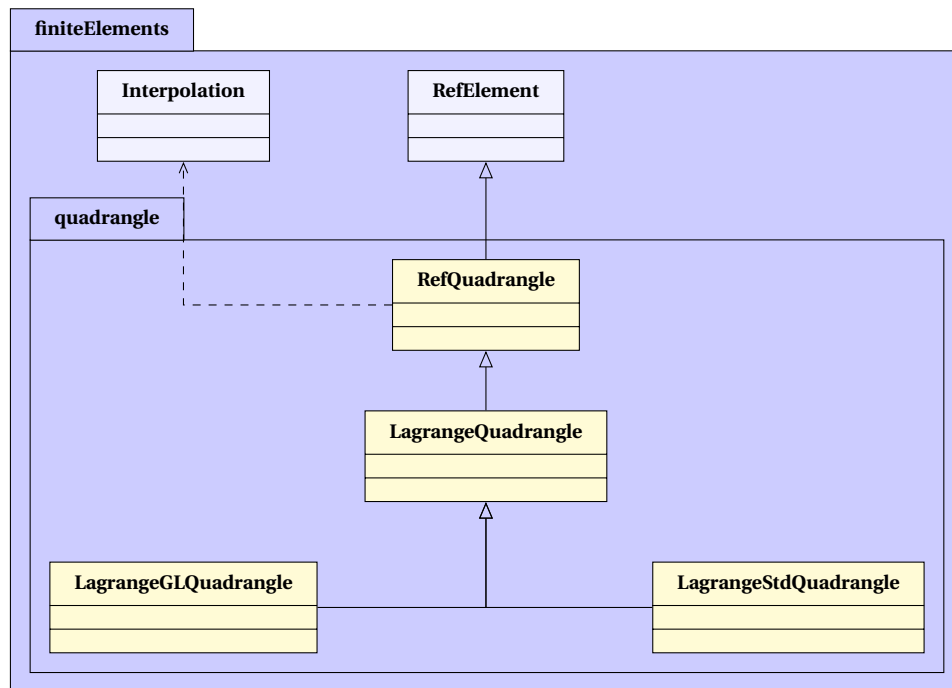 finiteElements
Interpolation
RefElement
quadrangle
RefQuadrangle
LagrangeQuadrangle
LagrangeGLQuadrangle
LagrangeStdQuadrangle